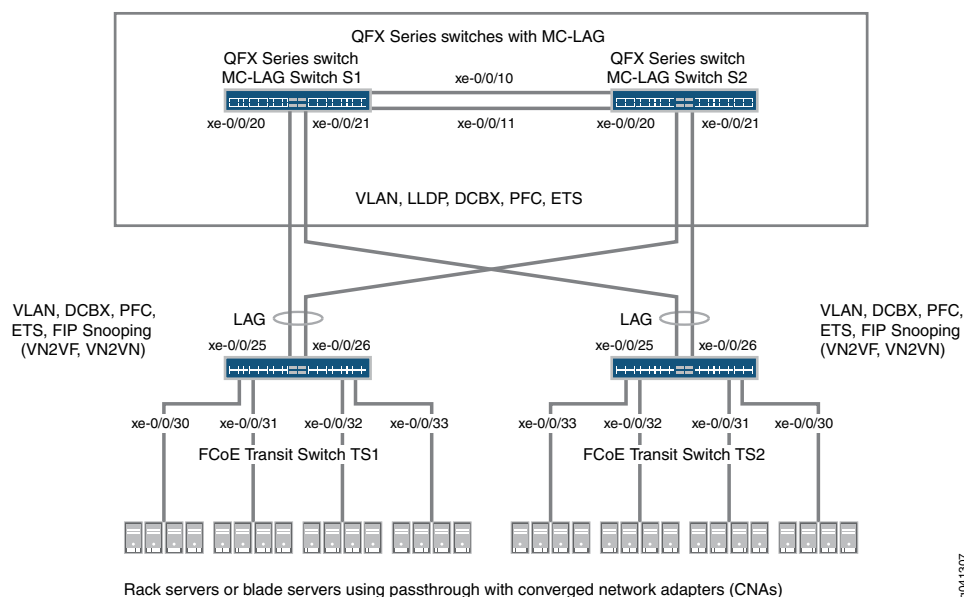 QFX Series switches with MC-LAG
QFX Series switch
MC-LAG Switch S1
QFX Series switch
MC-LAG Switch S2
xe-0/0/10
xe-0/0/20
xe-0/0/21
xe-0/0/11
xe-0/0/20
xe-0/0/21
VLAN, LLDP, DCBX, PFC, ETS
VLAN, DCBX, PFC,
ETS, FIP Snooping
(VN2VF, VN2VN)
LAG
LAG
VLAN, DCBX, PFC,
ETS, FIP Snooping
(VN2VF, VN2VN)
xe-0/0/25
xe-0/0/26
xe-0/0/25
xe-0/0/26
xe-0/0/30
xe-0/0/31
xe-0/0/32
xe-0/0/33
xe-0/0/33
xe-0/0/32
xe-0/0/31
xe-0/0/30
FCoE Transit Switch TS1
FCoE Transit Switch TS2
Rack servers or blade servers using passthrough with converged network adapters (CNAs)
g041307